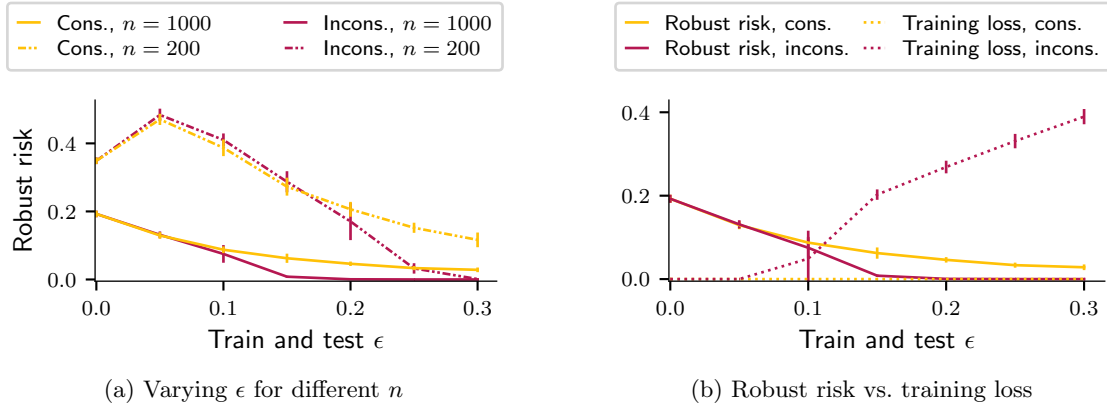 Cons., n = 1000
Incons., n = 1000
Cons., n = 200
Incons., n = 200
Robust risk
0.4
0.2
0.0
0.0 0.1 0.2 0.3
Train and test ϵ
(a) Varying ϵ for different n
Robust risk, cons.
Training loss, cons.
Robust risk, incons.
Training loss, incons.
0.4
0.2
0.0
0.0 0.1 0.2 0.3
Train and test ϵ
(b) Robust risk vs. training loss